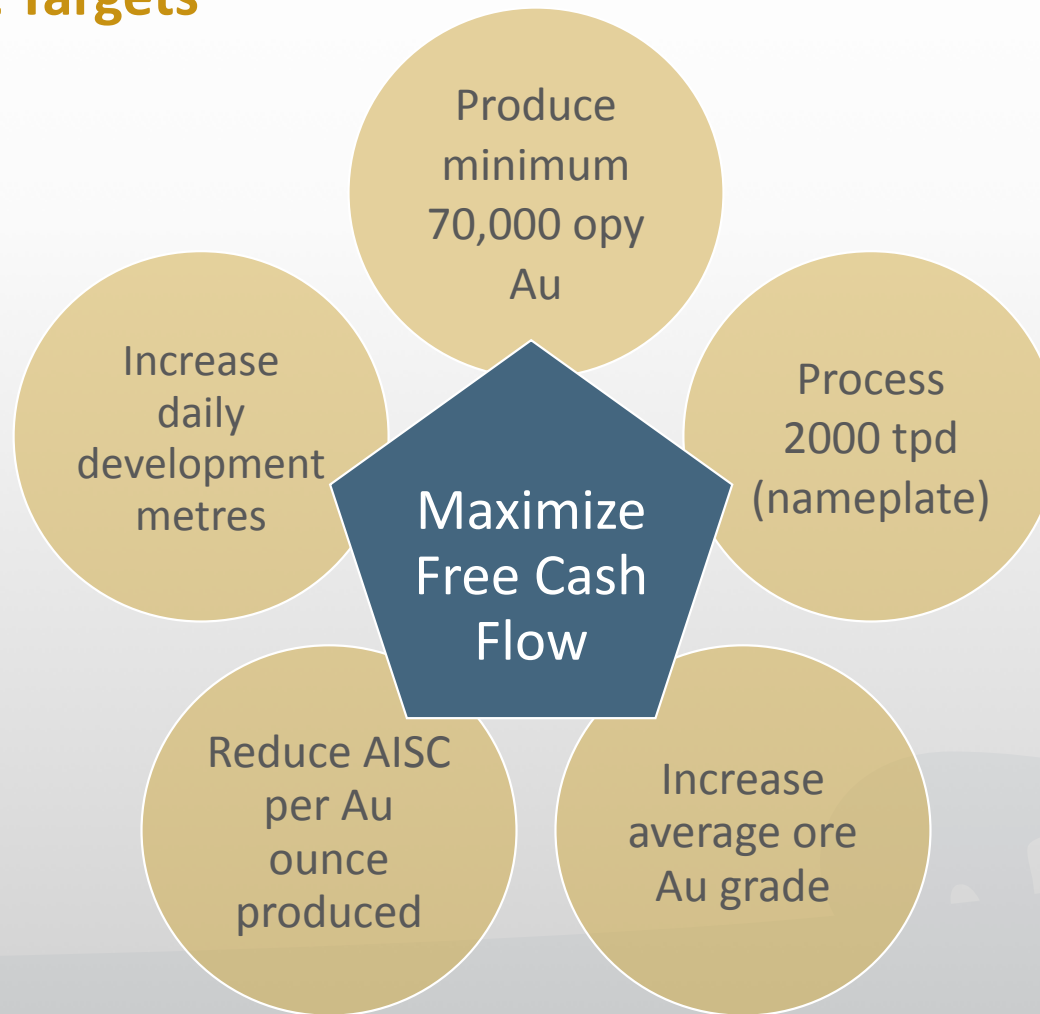 Targets
Produce
minimum
70,000 opy
Au
Increase
daily
development
metres
Process
2000 tpd
(nameplate)
Maximize
Free Cash
Flow
Reduce AISC
per Au
ounce
produced
Increase
average ore
Au grade